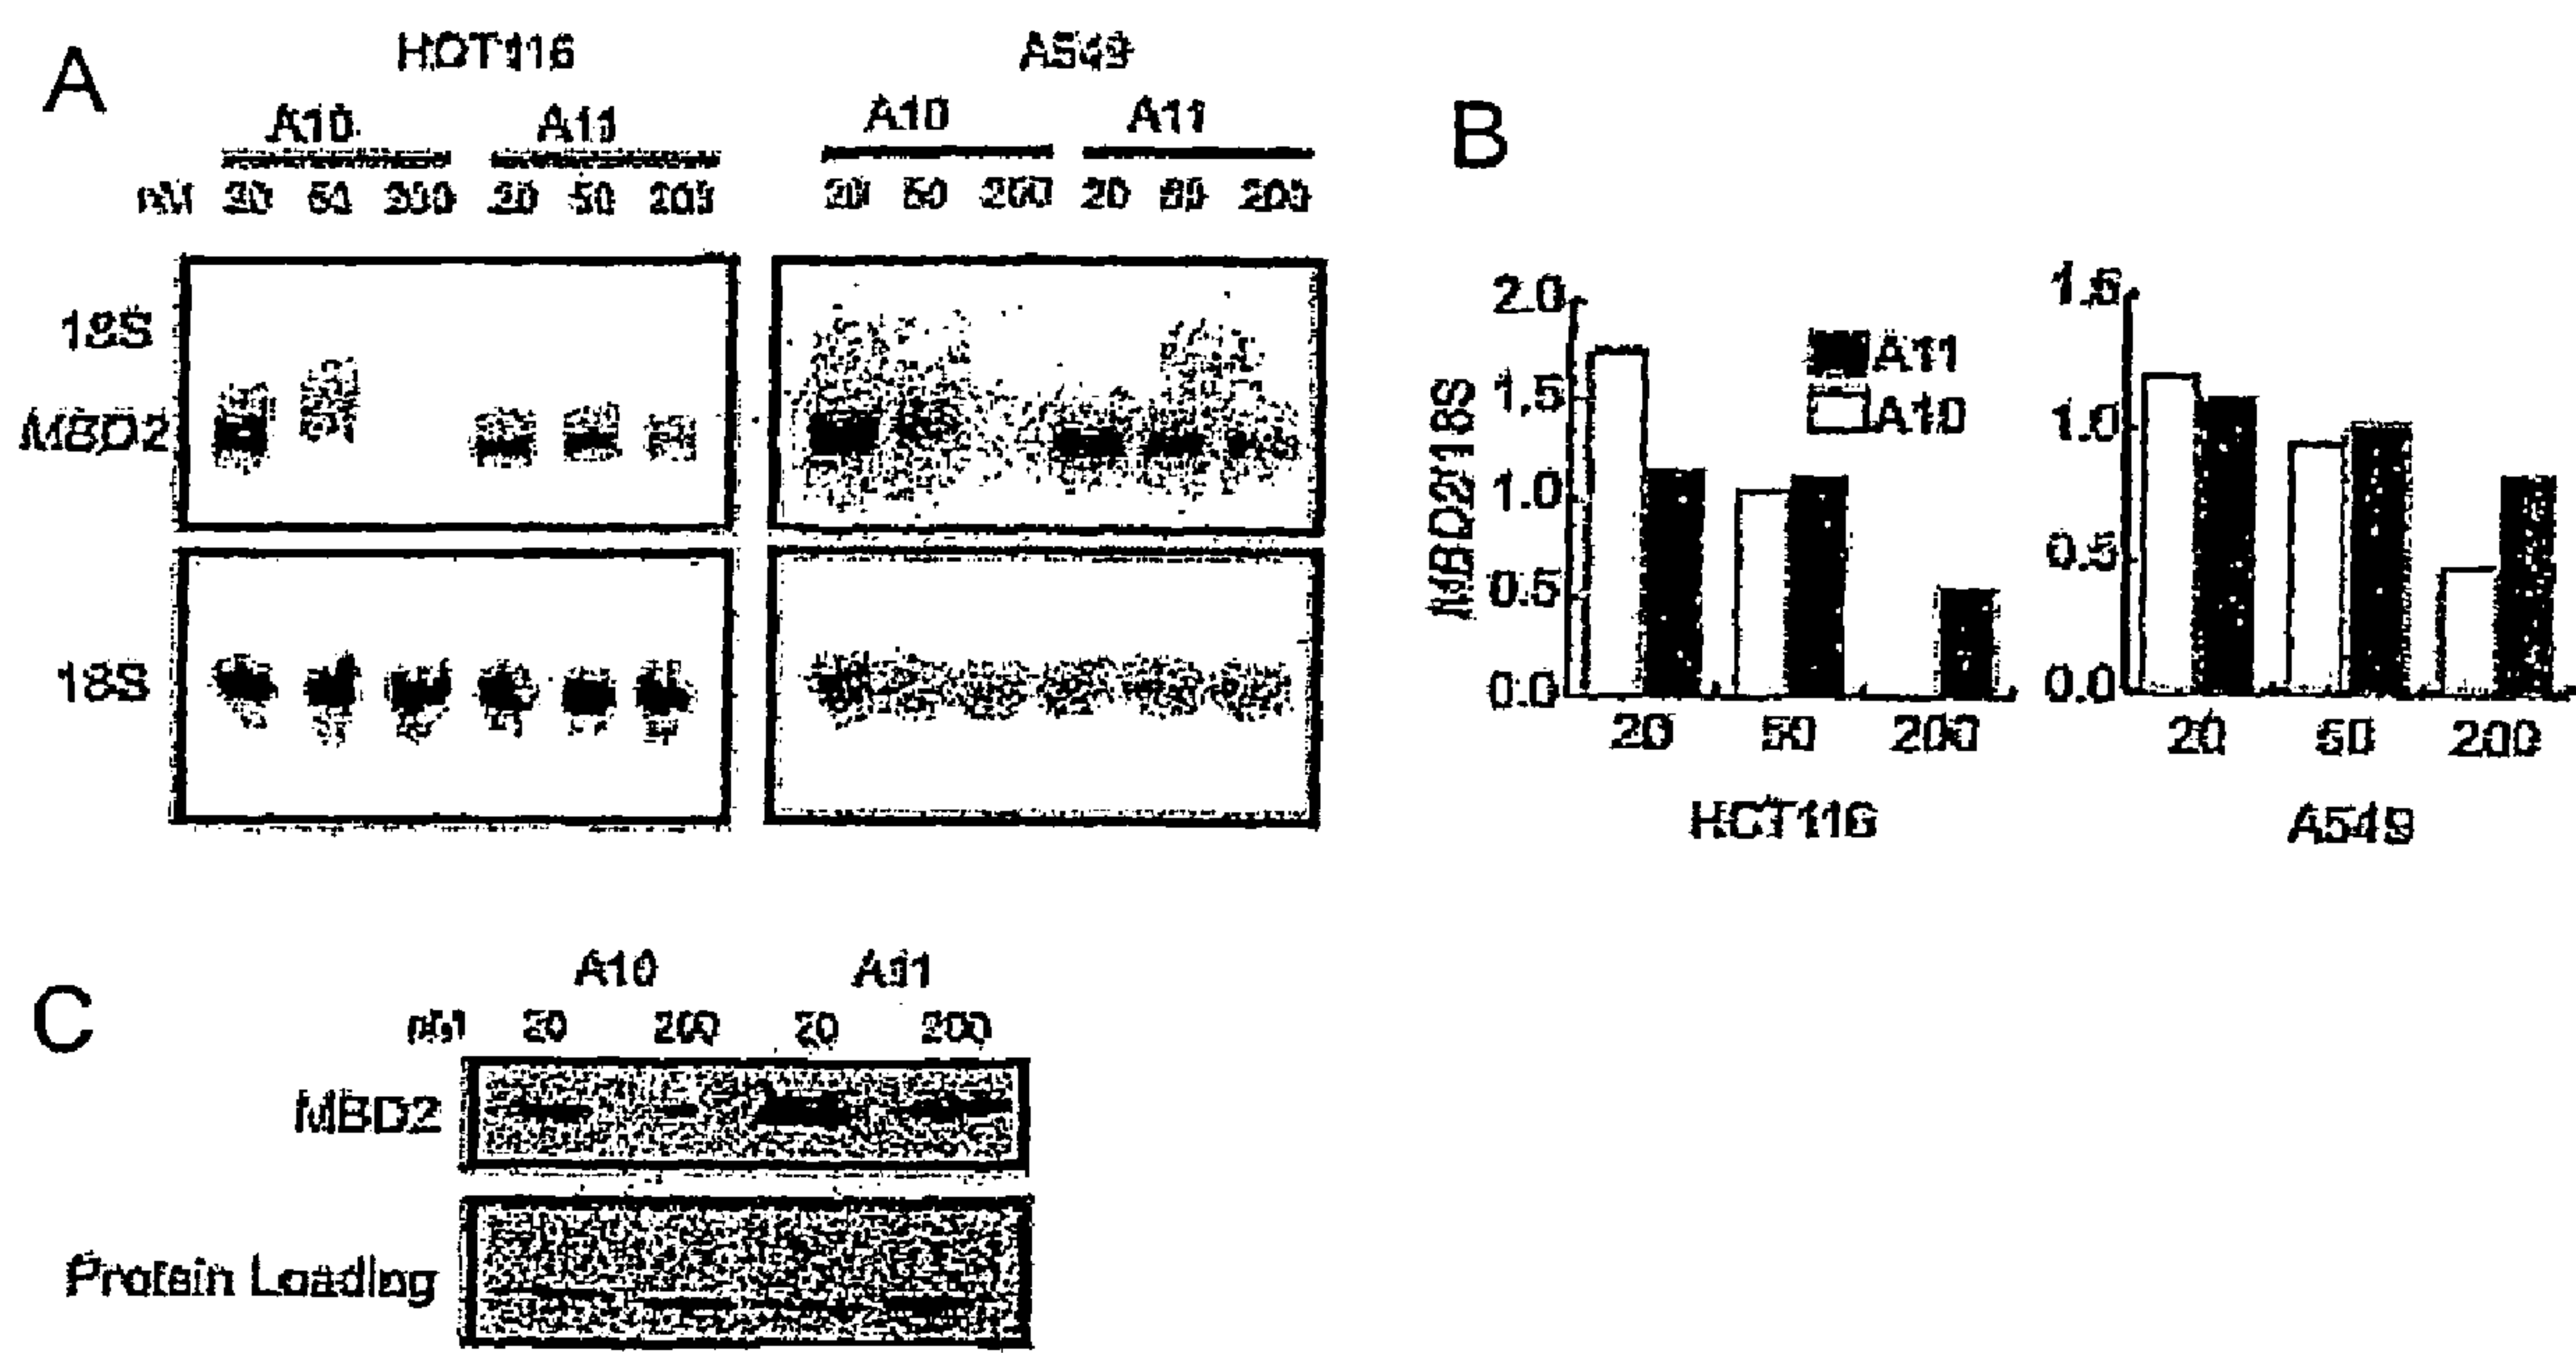 A
HCT116 A549
A10 A11 A10 A11
nM 20 50 200 20 50 200 20 50 200 20 50 200
18S
MBD2
18S
B
2.0
1.5
1.0
0.5
0.0
MBD2/18S
A11
A10
20 50 200
HCT116
1.5
1.0
0.5
0.0
20 50 200
A549
C
A10 A11
nM 20 200 20 200
MBD2
Protein Loading